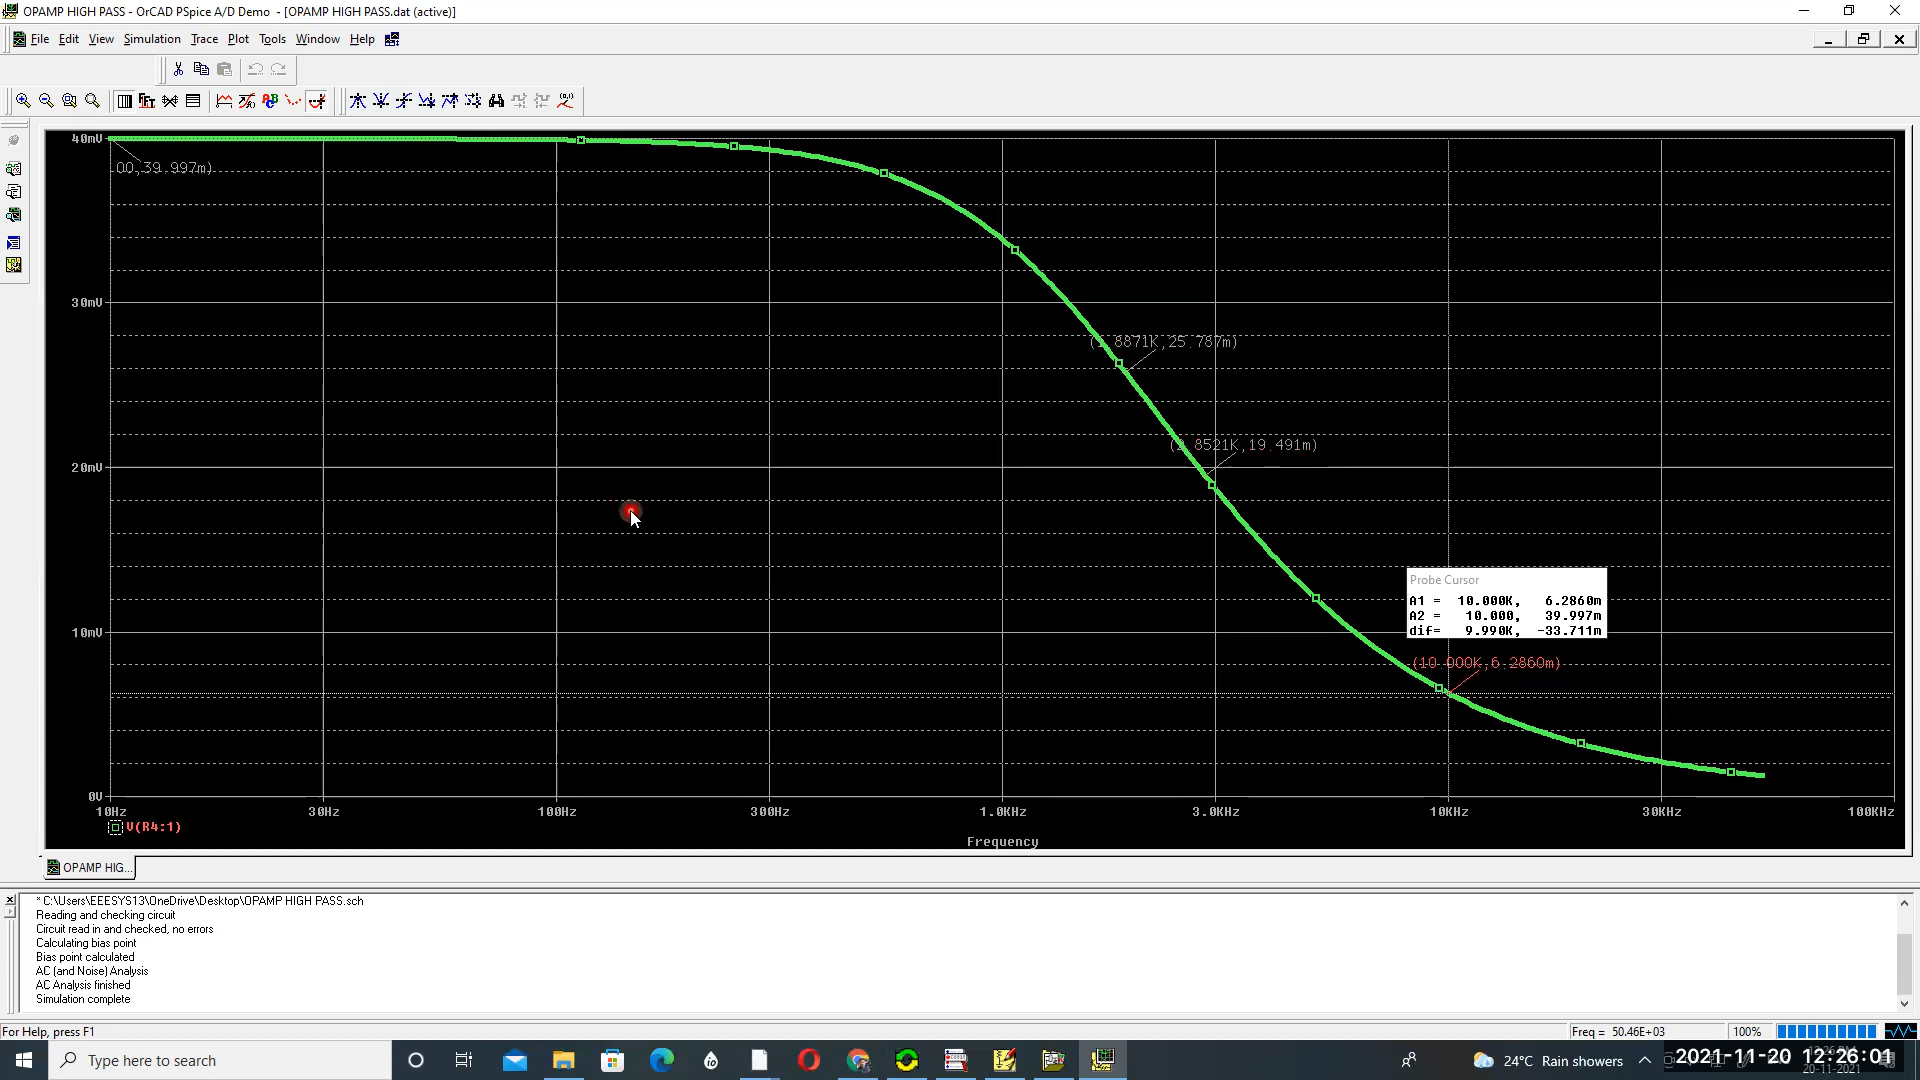 OPAMP HIGH PASS - OrCAD PSpice A/D Demo - [OPAMP HIGH PASS.dat (active)]
File Edit View Simulation Trace Plot Tools Window Help
40mV
00,39.997m)
30mV
8871K,25.787m)
8521K,19.491m)
20mV
Probe Cursor
A1 = 10.000K, 6.2860m
A2 = 10.000, 39.997m
dif= 9.990K, -33.711m
10mV
(10.000K,6.2860m)
0V
10Hz 30Hz 100Hz 300Hz 1.0KHz 3.0KHz 10KHz 30KHz 100KHz
V(R4:1)
Frequency
OPAMP HIG...
* C:\Users\EEESYS13\OneDrive\Desktop\OPAMP HIGH PASS.sch
Reading and checking circuit
Circuit read in and checked, no errors
Calculating bias point
Bias point calculated
AC (and Noise) Analysis
AC Analysis finished
Simulation complete
For Help, press F1
Freq = 50.46E+03 100%
Type here to search
24°C Rain showers
2021-11-20 12:26:01
20-11-2021